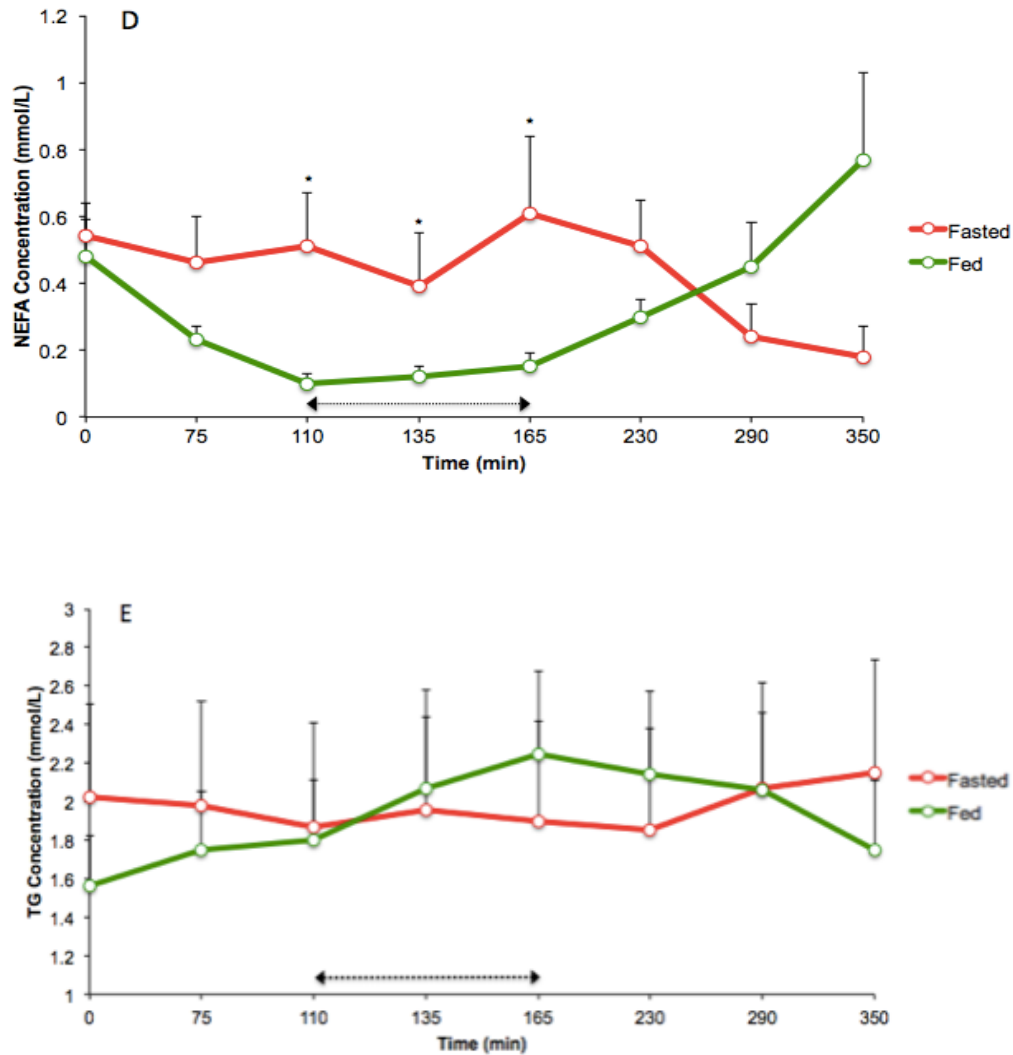 D
1.2
1
0.8
0.6
0.4
0.2
0
NEFA Concentration (mmol/L)
* * *
0 75 110 135 165 230 290 350
Time (min)
Fasted
Fed
E
3
2.8
2.6
2.4
2.2
2
1.8
1.6
1.4
1.2
1
TG Concentration (mmol/L)
0 75 110 135 165 230 290 350
Time (min)
Fasted
Fed